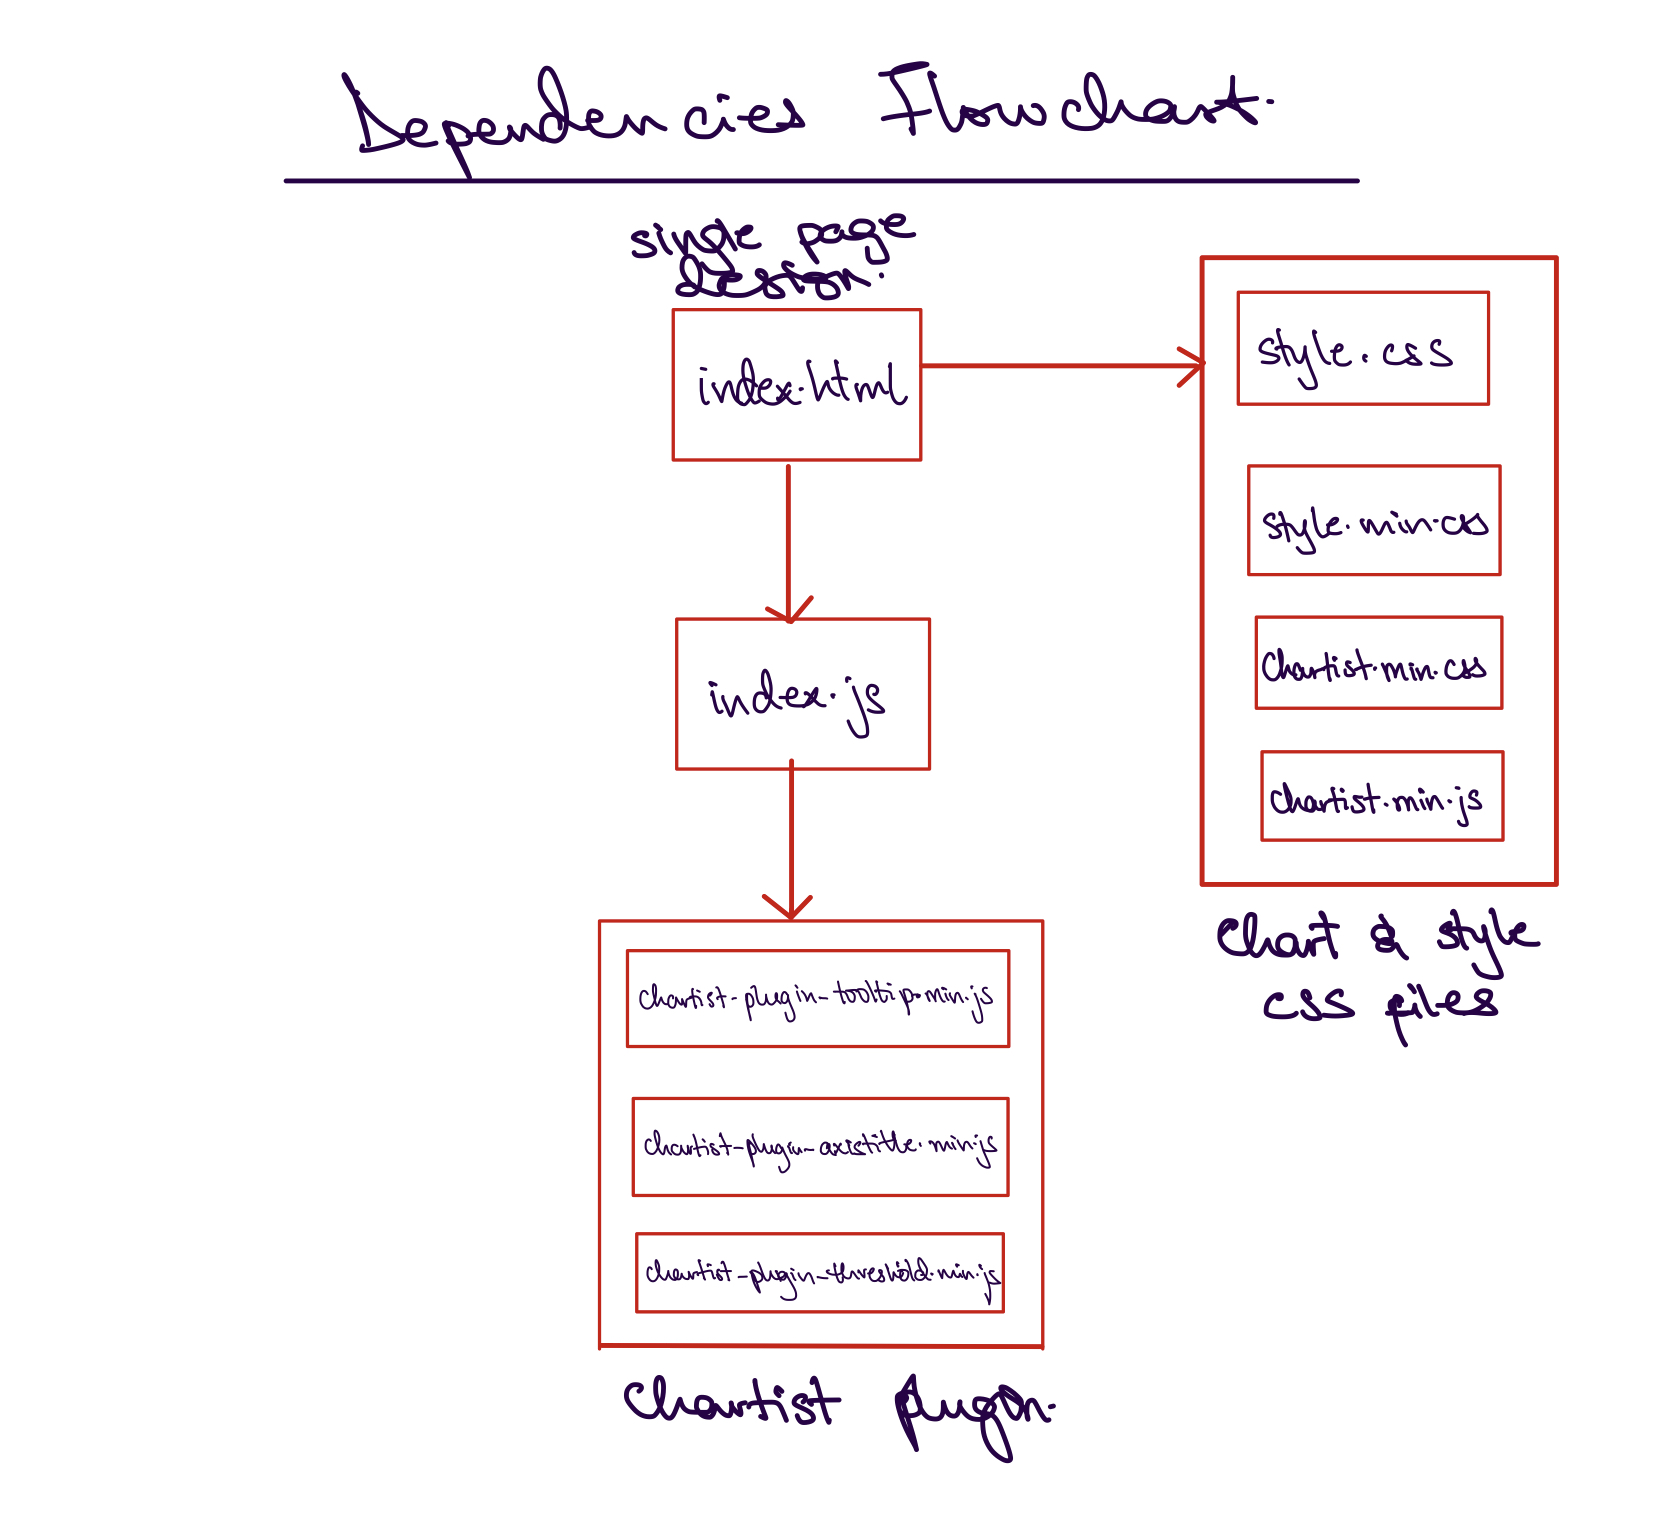 Dependencies Flowchart.
single page
design.
index.html
style.css
style.min.css
index.js
Chartist.min.css
chartist.min.js
Chart & style
css files
chartist-plugin-tooltip.min.js
chartist-plugin-axistitle.min.js
chartist-plugin-threshold.min.js
Chartist plugin.